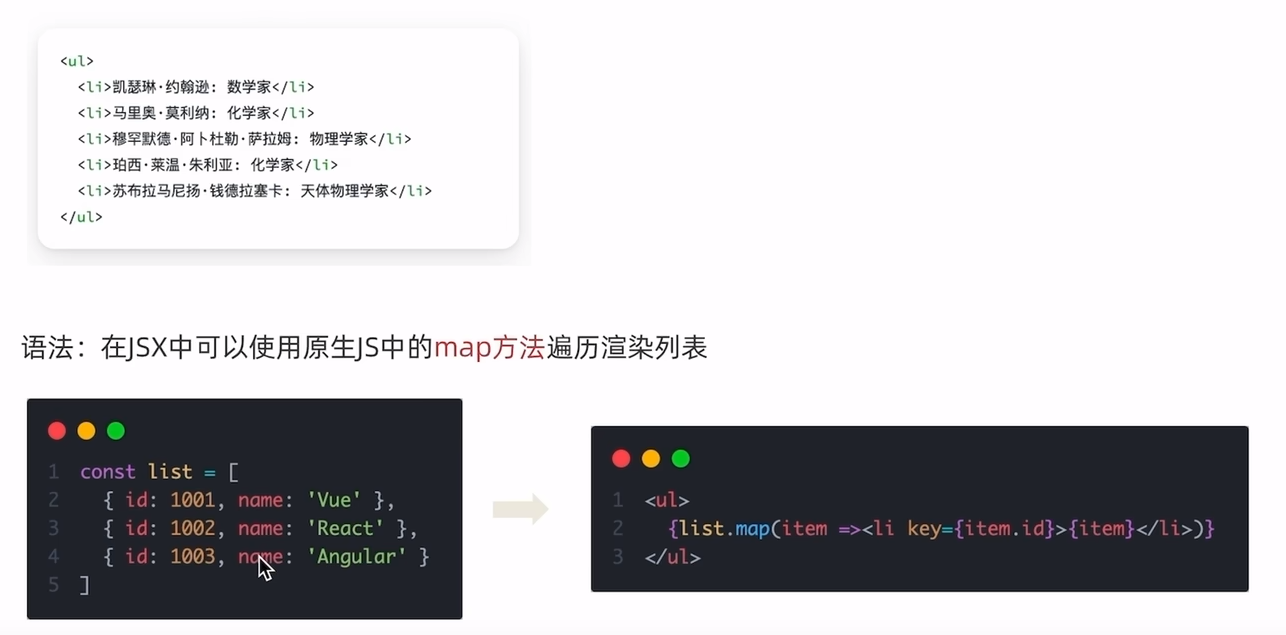 <ul>
<li>凯瑟琳·约翰逊: 数学家</li>
<li>马里奥·莫利纳: 化学家</li>
<li>穆罕默德·阿卜杜勒·萨拉姆: 物理学家</li>
<li>珀西·莱温·朱利亚: 化学家</li>
<li>苏布拉马尼扬·钱德拉塞卡: 天体物理学家</li>
</ul>
语法：在JSX中可以使用原生JS中的map方法遍历渲染列表
1 const list = [
2 { id: 1001, name: 'Vue' },
3 { id: 1002, name: 'React' },
4 { id: 1003, name: 'Angular' }
5 ]
1 <ul>
2 {list.map(item =><li key={item.id}>{item}</li>)}
3 </ul>